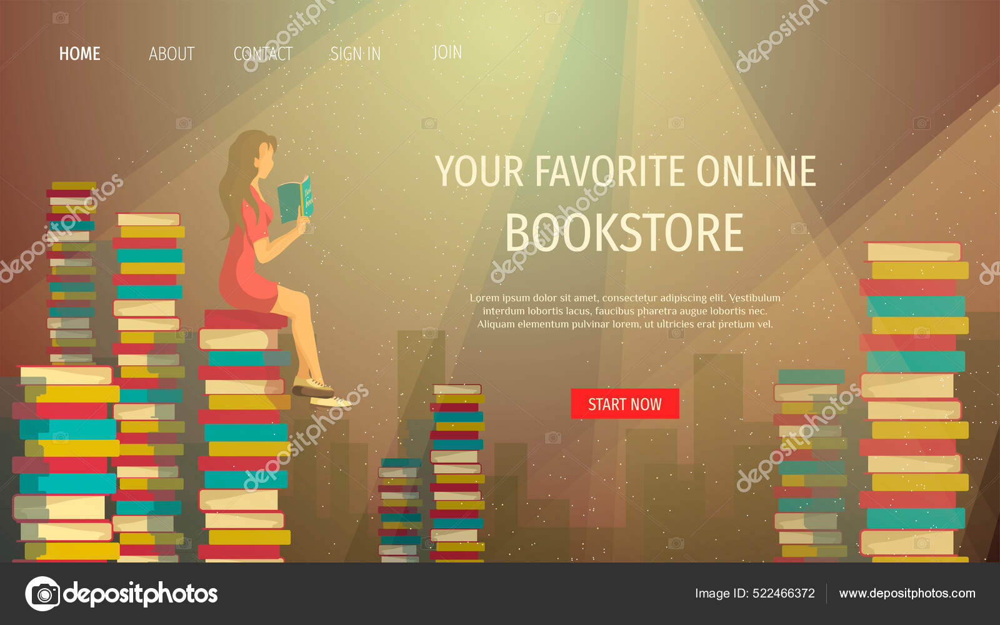 HOME ABOUT CONTACT SIGN IN JOIN
YOUR FAVORITE ONLINE
BOOKSTORE
Lorem ipsum dolor sit amet, consectetur adipiscing elit. Vestibulum
interdum lobortis lacus, faucibus pharetra augue lobortis nec.
Aliquam elementum pulvinar lorem, ut ultricies erat pretium vel.
START NOW
depositphotos
Image ID: 522466372
www.depositphotos.com